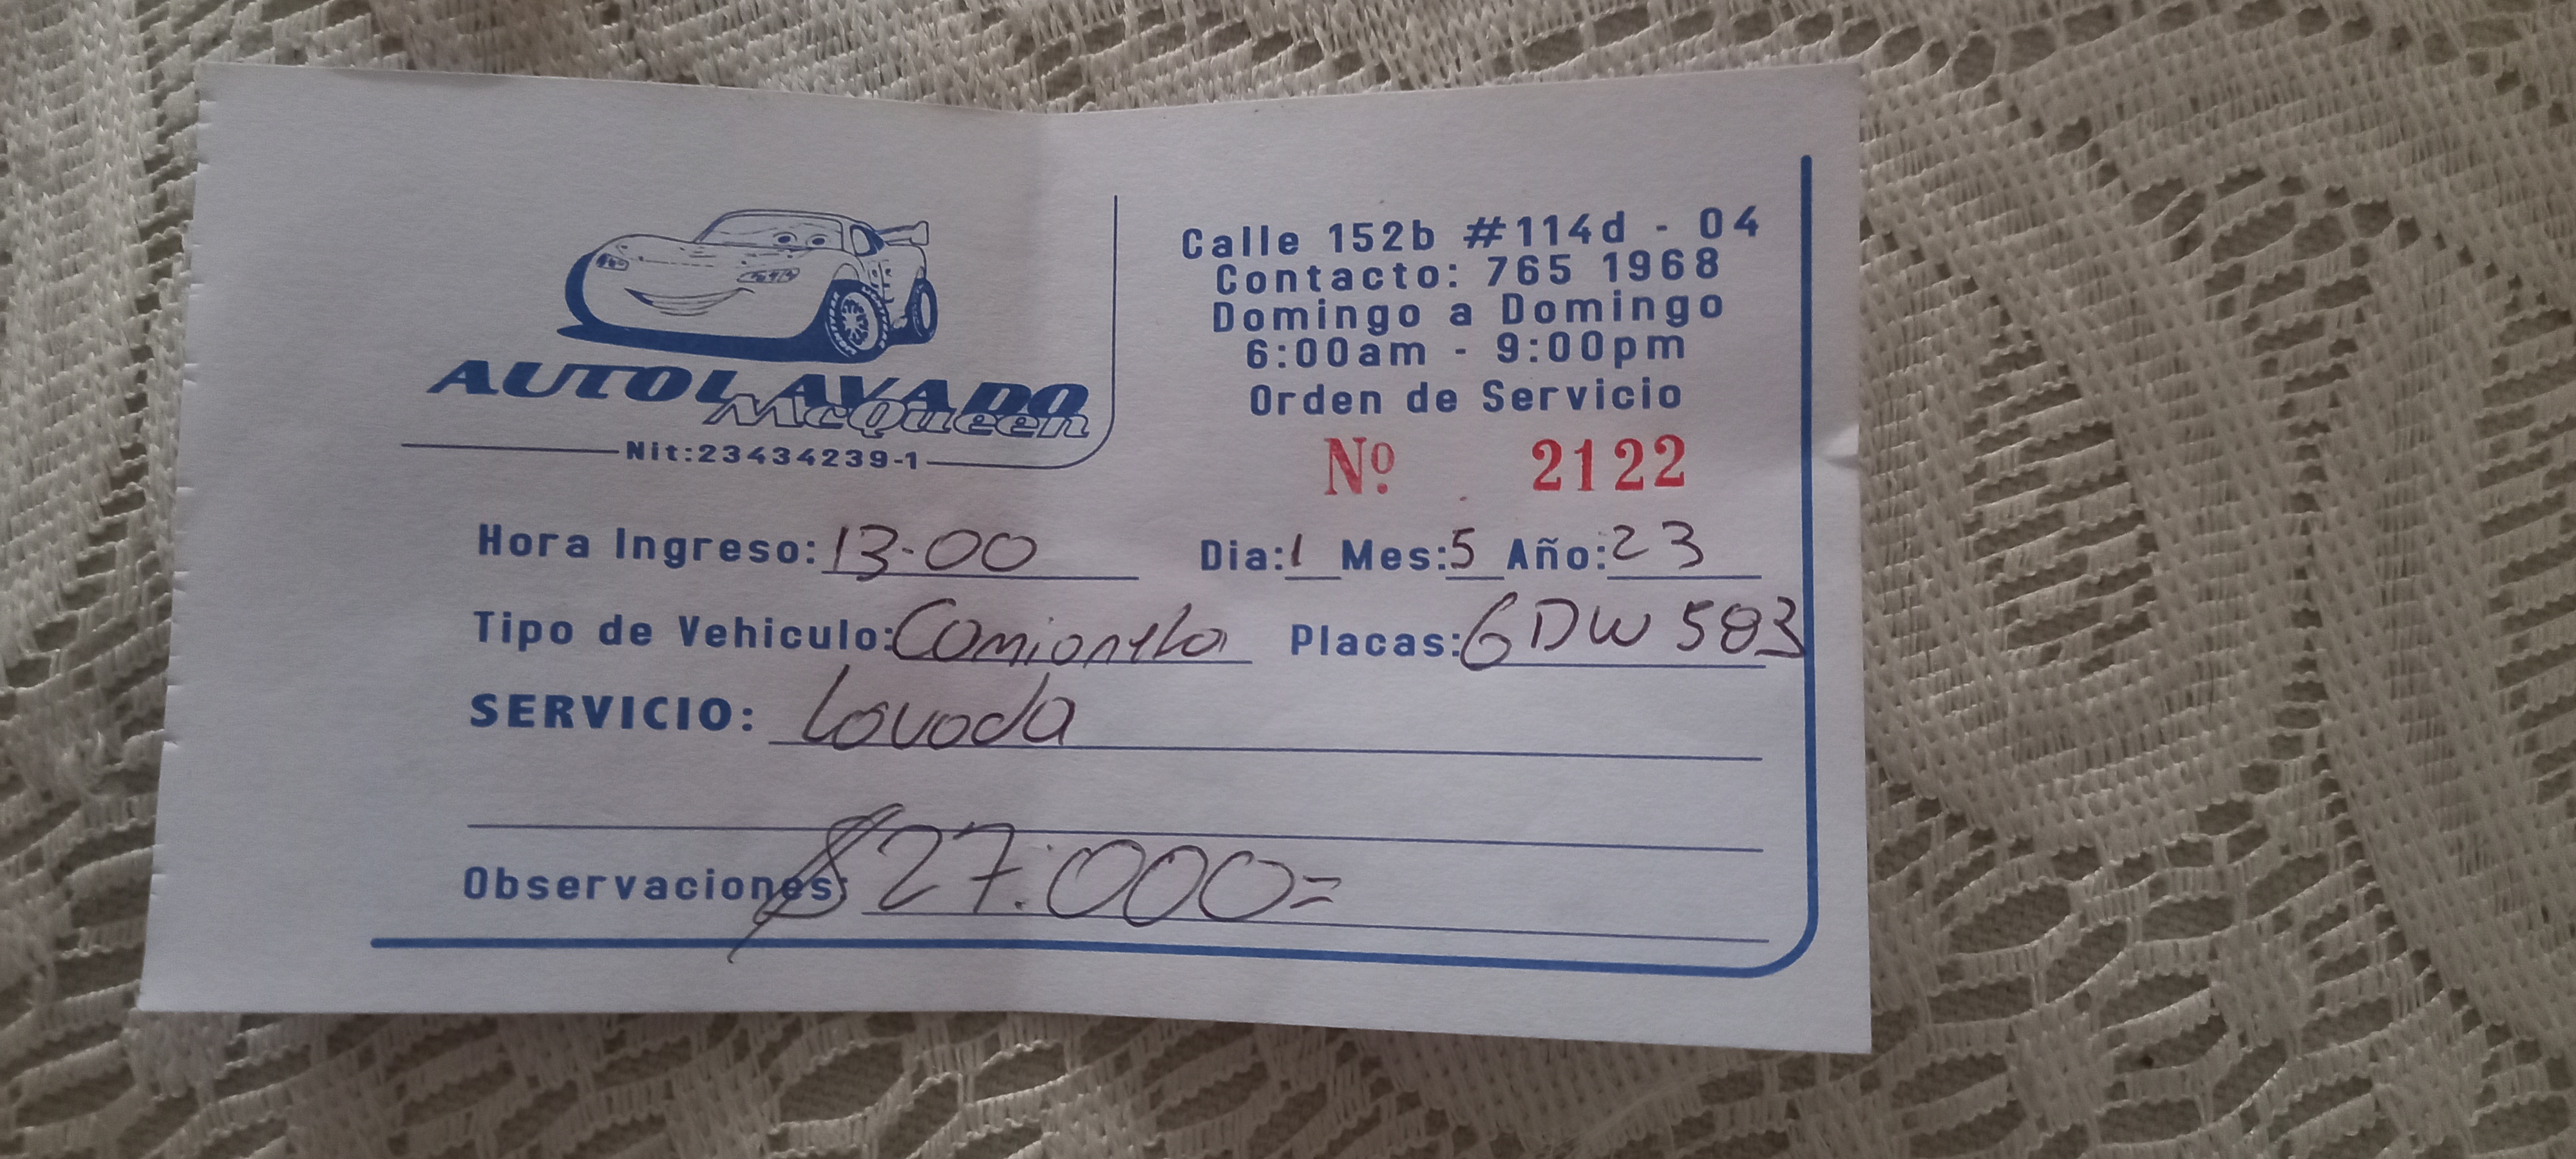 AUTOLAVADO
McQueen
Nit:23434239-1
Calle 152b #114d - 04
Contacto: 765 1968
Domingo a Domingo
6:00am - 9:00pm
Orden de Servicio
Nº 2122
Hora Ingreso: 13-00 Dia: 1 Mes: 5 Año: 23
Tipo de Vehiculo: Camioneta Placas: GDW 583
SERVICIO: Lavada
Observaciones: $27.000=